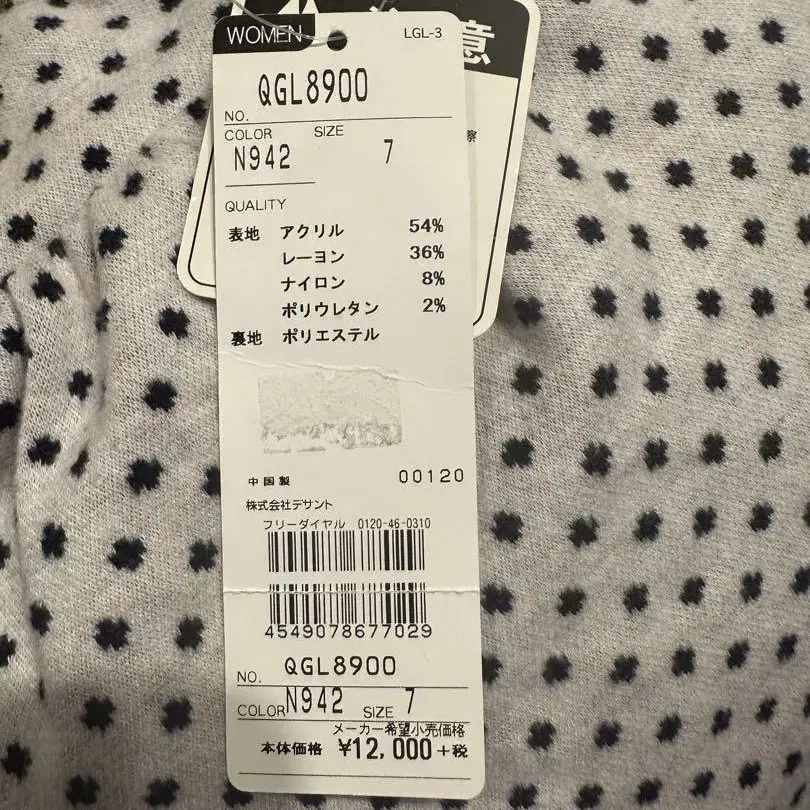 意
WOMEN
LGL-3
QGL8900
NO.
COLOR SIZE
N942 7
QUALITY
表地 アクリル 54%
レーヨン 36%
ナイロン 8%
ポリウレタン 2%
裏地 ポリエステル
中国製 00120
株式会社デサント
フリーダイヤル 0120-46-0310
4549078677029
NO. QGL8900
COLOR N942 SIZE 7
メーカー希望小売価格
本体価格 ¥12,000+税